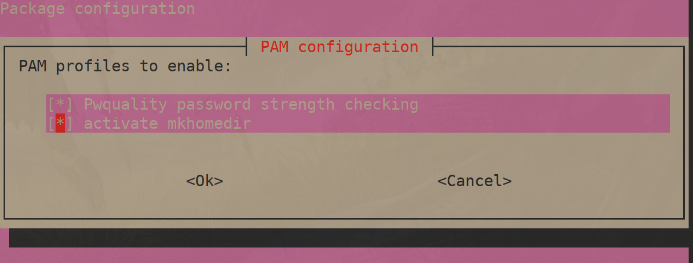 Package configuration
PAM configuration
PAM profiles to enable:
[*] Pwquality password strength checking
[*] activate mkhomedir
<Ok> <Cancel>